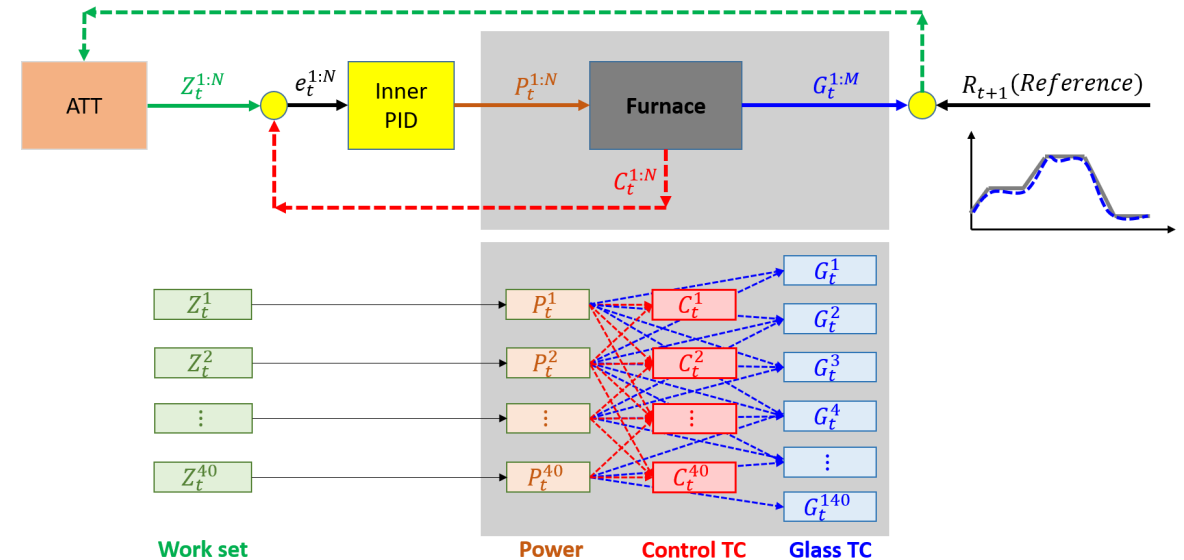 ATT
Z_t^{1:N}
e_t^{1:N}
Inner
PID
P_t^{1:N}
Furnace
G_t^{1:M}
R_{t+1}(Reference)
C_t^{1:N}
Z_t^1
P_t^1
C_t^1
G_t^1
Z_t^2
P_t^2
C_t^2
G_t^2
G_t^3
⋮
⋮
⋮
G_t^4
Z_t^{40}
P_t^{40}
C_t^{40}
⋮
G_t^{140}
Work set
Power
Control TC
Glass TC